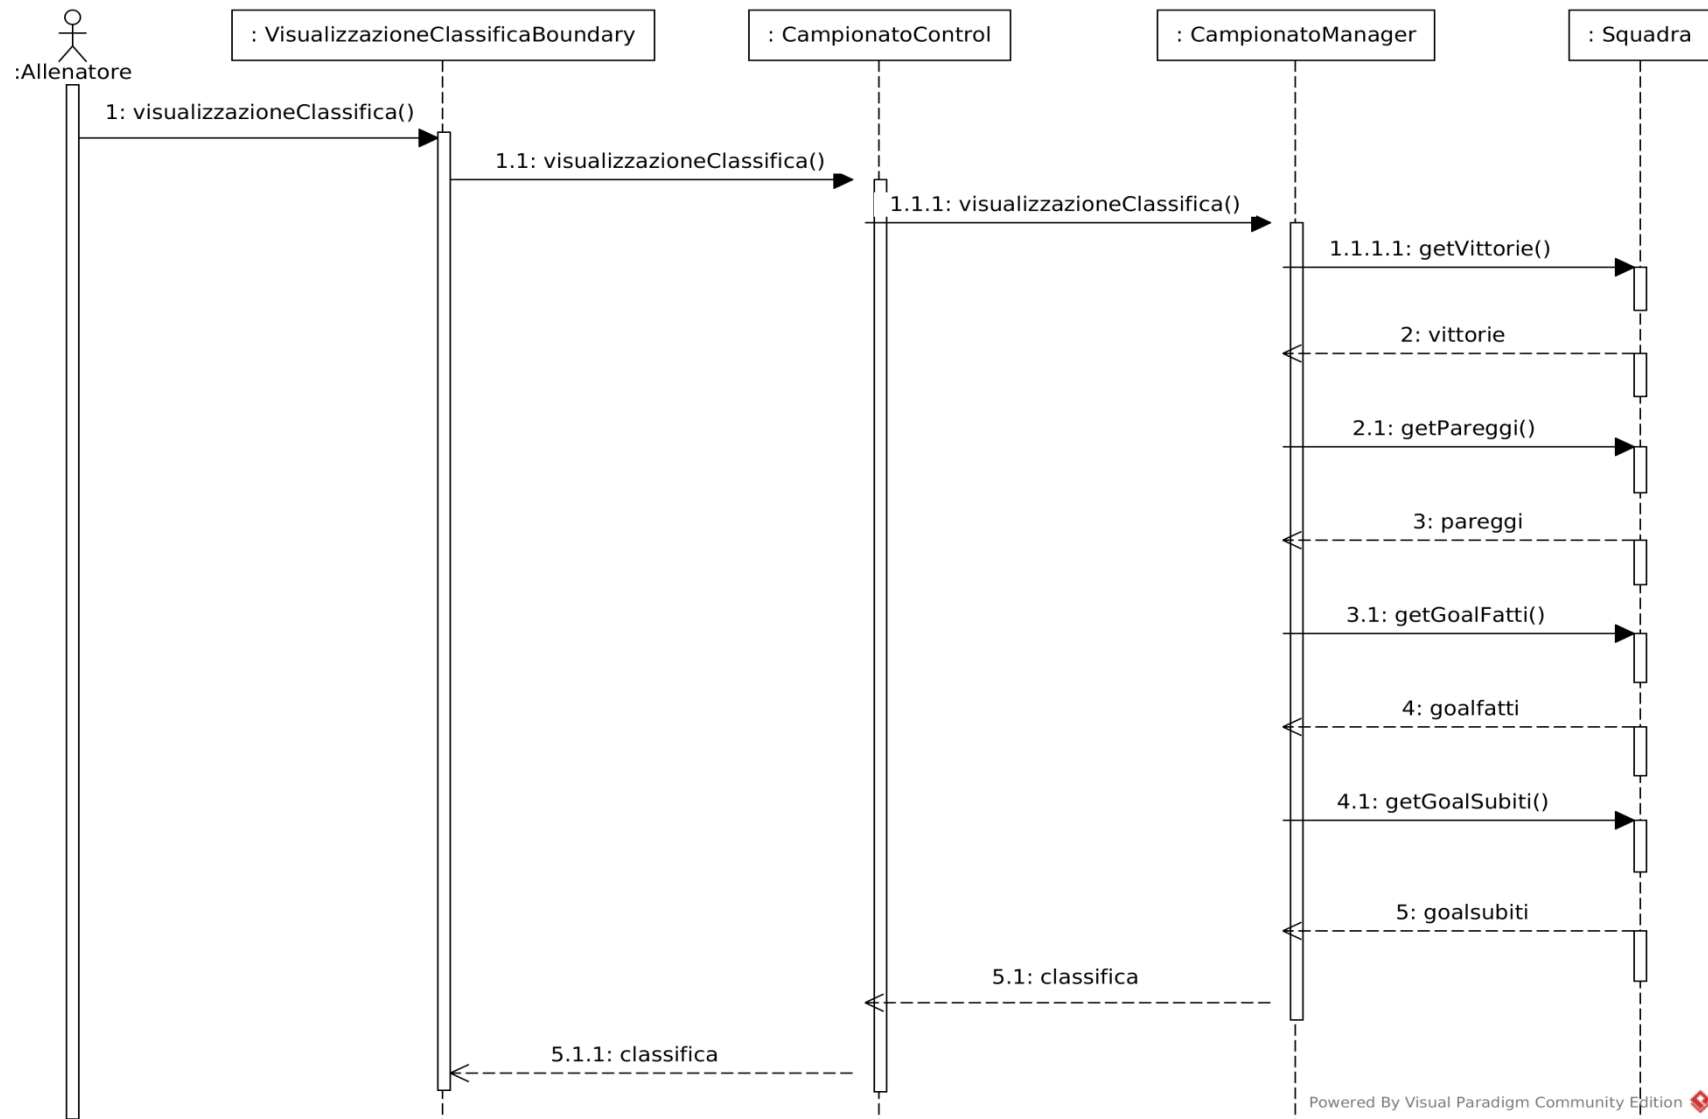 :Allenatore
: VisualizzazioneClassificaBoundary
: CampionatoControl
: CampionatoManager
: Squadra
1: visualizzazioneClassifica()
1.1: visualizzazioneClassifica()
1.1.1: visualizzazioneClassifica()
1.1.1.1: getVittorie()
2: vittorie
2.1: getPareggi()
3: pareggi
3.1: getGoalFatti()
4: goalfatti
4.1: getGoalSubiti()
5: goalsubiti
5.1: classifica
5.1.1: classifica
Powered By Visual Paradigm Community Edition